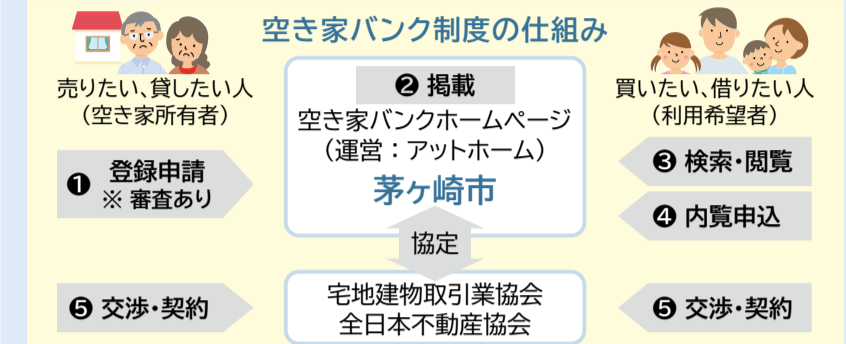 空き家バンク制度の仕組み
売りたい、貸したい人
（空き家所有者）
❶ 登録申請
※ 審査あり
❷ 掲載
空き家バンクホームページ
（運営：アットホーム）
茅ヶ崎市
協定
宅地建物取引業協会
全日本不動産協会
買いたい、借りたい人
（利用希望者）
❸ 検索・閲覧
❹ 内覧申込
❺ 交渉・契約
❺ 交渉・契約